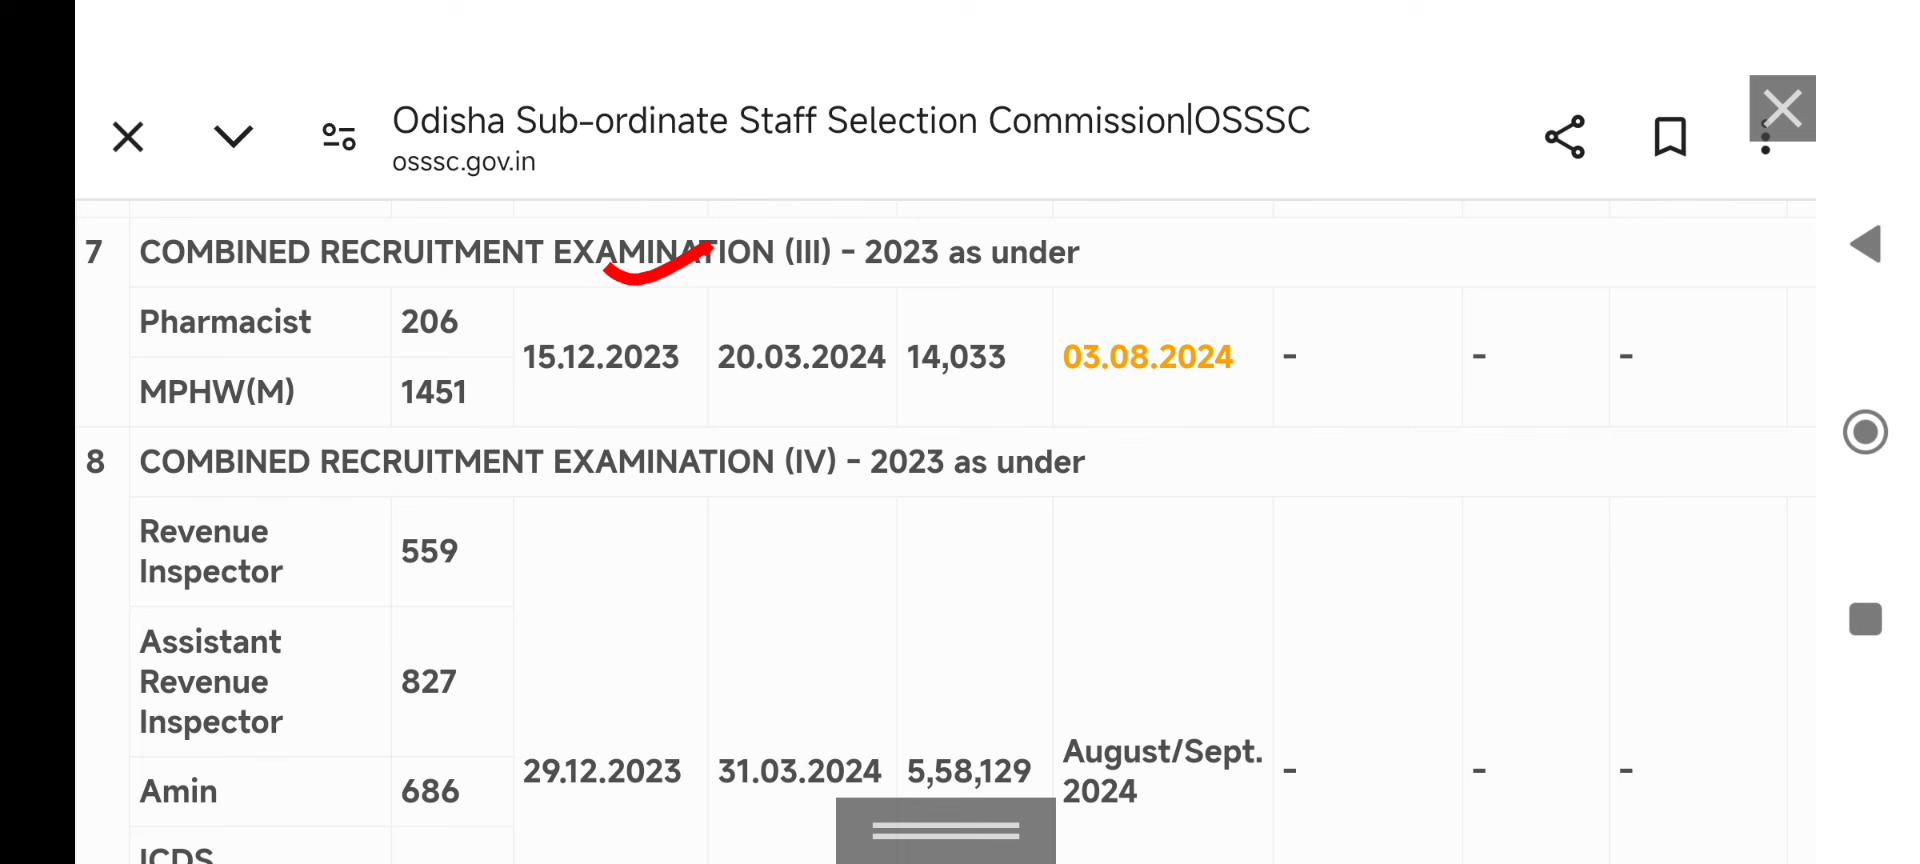 Odisha Sub-ordinate Staff Selection Commission|OSSSC
osssc.gov.in
7 COMBINED RECRUITMENT EXAMINATION (III) - 2023 as under
Pharmacist 206
15.12.2023 20.03.2024 14,033 03.08.2024 - - -
MPHW(M) 1451
8 COMBINED RECRUITMENT EXAMINATION (IV) - 2023 as under
Revenue
Inspector
559
Assistant
Revenue
Inspector
827
29.12.2023 31.03.2024 5,58,129 August/Sept.
2024
- - -
Amin 686
ICDS